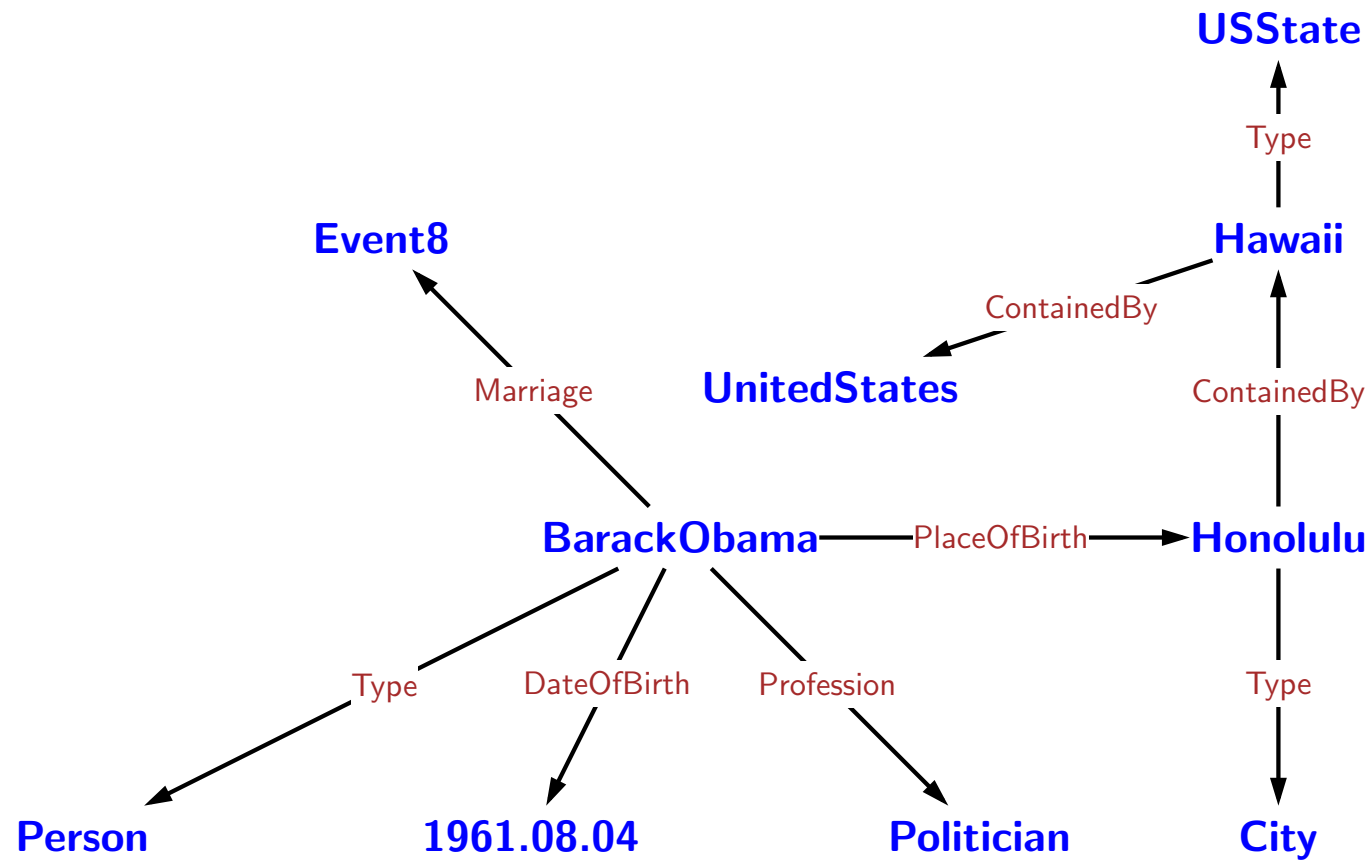 USState
Type
Event8
Hawaii
ContainedBy
Marriage
UnitedStates
ContainedBy
BarackObama
PlaceOfBirth
Honolulu
Type
DateOfBirth
Profession
Type
Person
1961.08.04
Politician
City